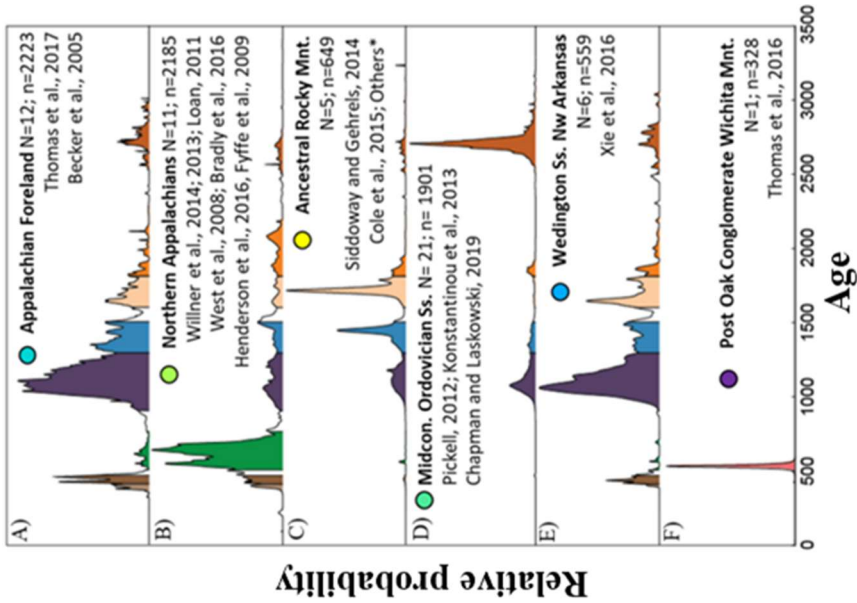 A)
Appalachian Foreland N=12; n=2223
Thomas et al., 2017
Becker et al., 2005
B)
Northern Appalachians N=11; n=2185
Willner et al., 2014; 2013; Loan, 2011
West et al., 2008; Bradly et al., 2016
Henderson et al., 2016, Fyffe et al., 2009
C)
Ancestral Rocky Mnt.
N=5; n=649
Siddoway and Gehrels, 2014
Cole et al., 2015; Others*
D)
Midcon. Ordovician Ss. N= 21; n= 1901
Pickell, 2012; Konstantinou et al., 2013
Chapman and Laskowski, 2019
E)
Wedington Ss. Nw Arkansas
N=6; n=559
Xie et al., 2016
F)
Post Oak Conglomerate Wichita Mnt.
N=1; n=328
Thomas et al., 2016
0 500 1000 1500 2000 2500 3000 3500
Age
Relative probability